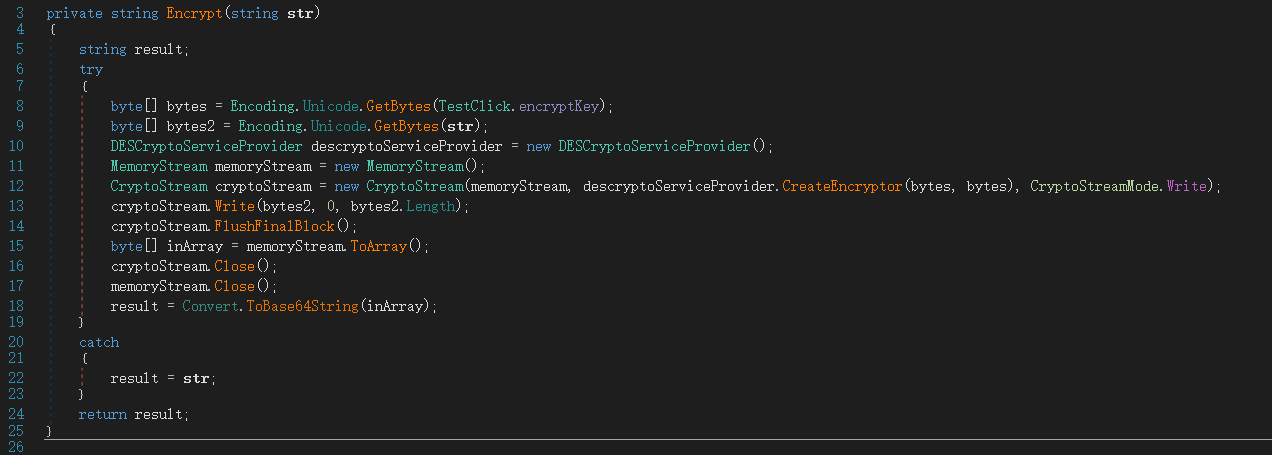 3 private string Encrypt(string str)
4 {
5     string result;
6     try
7     {
8         byte[] bytes = Encoding.Unicode.GetBytes(TestClick.encryptKey);
9         byte[] bytes2 = Encoding.Unicode.GetBytes(str);
10         DESCryptoServiceProvider descryptoServiceProvider = new DESCryptoServiceProvider();
11         MemoryStream memoryStream = new MemoryStream();
12         CryptoStream cryptoStream = new CryptoStream(memoryStream, descryptoServiceProvider.CreateEncryptor(bytes, bytes), CryptoStreamMode.Write);
13         cryptoStream.Write(bytes2, 0, bytes2.Length);
14         cryptoStream.FlushFinalBlock();
15         byte[] inArray = memoryStream.ToArray();
16         cryptoStream.Close();
17         memoryStream.Close();
18         result = Convert.ToBase64String(inArray);
19     }
20     catch
21     {
22         result = str;
23     }
24     return result;
25 }
26